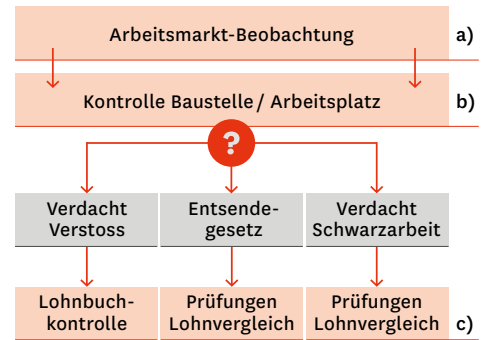 Arbeitsmarkt-Beobachtung a)
Kontrolle Baustelle / Arbeitsplatz b)
?
Verdacht
Verstoss
Entsende-
gesetz
Verdacht
Schwarzarbeit
Lohnbuch-
kontrolle
Prüfungen
Lohnvergleich
Prüfungen
Lohnvergleich
c)